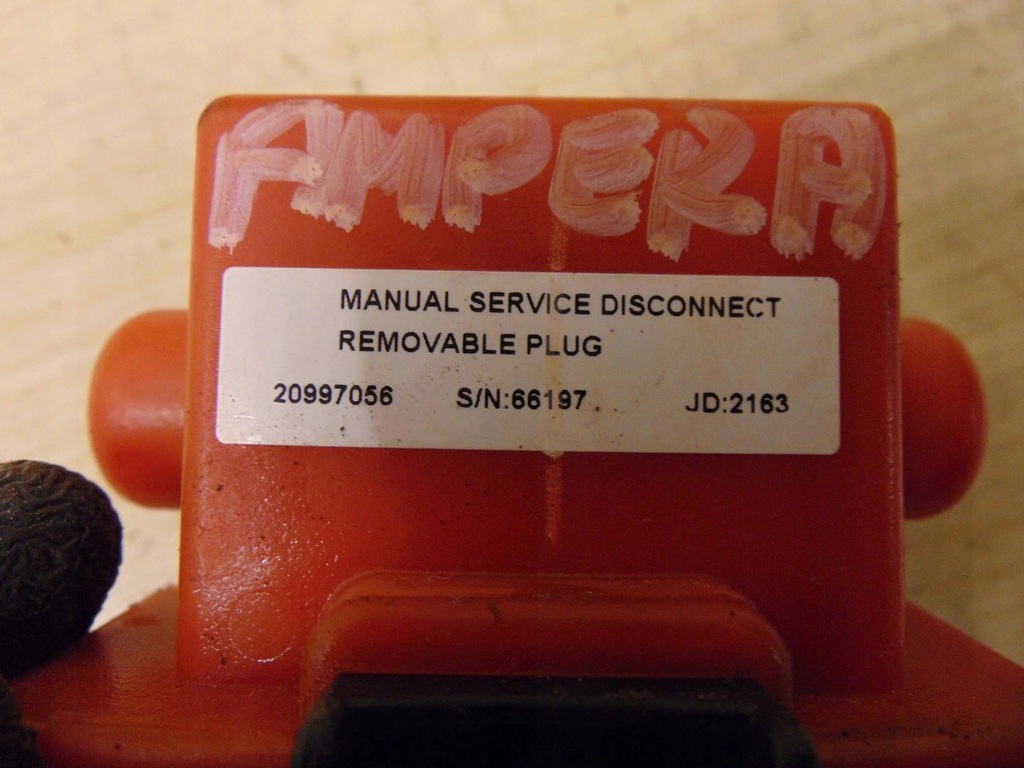 AMPERA
MANUAL SERVICE DISCONNECT
REMOVABLE PLUG
20997056 S/N:66197 JD:2163